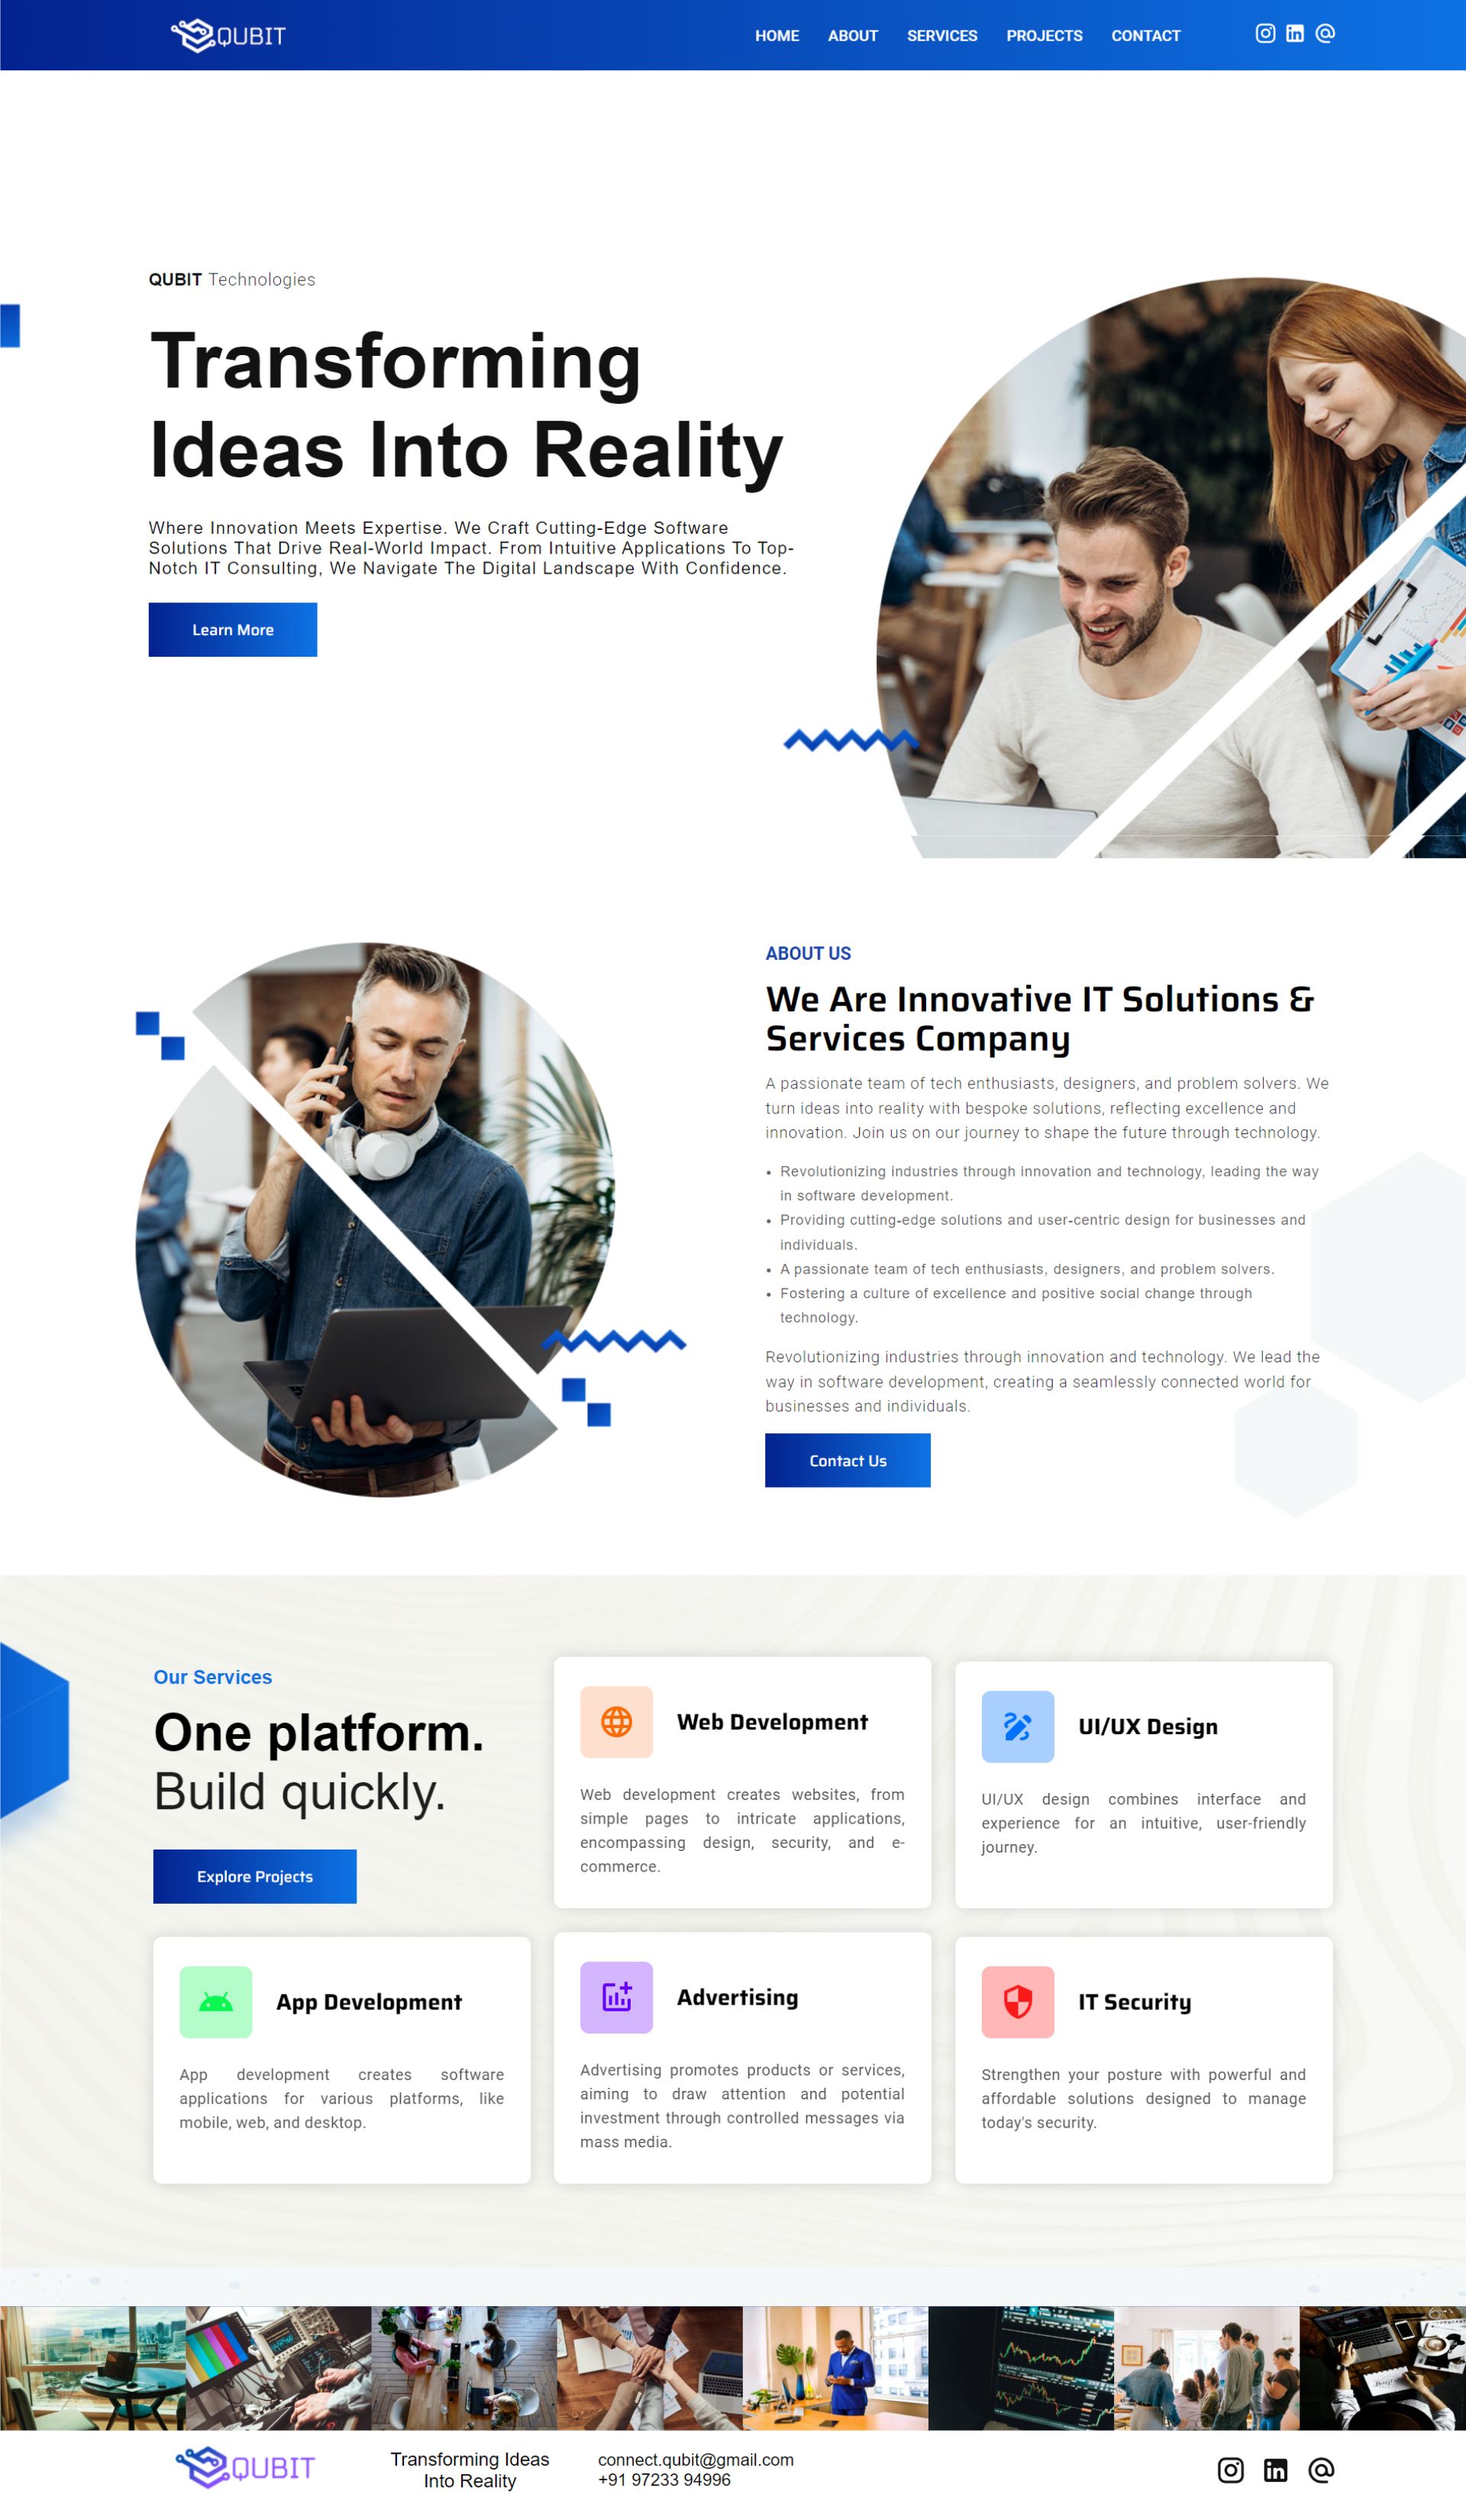 QUBIT
HOME ABOUT SERVICES PROJECTS CONTACT
QUBIT Technologies
Transforming
Ideas Into Reality
Where Innovation Meets Expertise. We Craft Cutting-Edge Software
Solutions That Drive Real-World Impact. From Intuitive Applications To Top-
Notch IT Consulting, We Navigate The Digital Landscape With Confidence.
Learn More
ABOUT US
We Are Innovative IT Solutions &
Services Company
A passionate team of tech enthusiasts, designers, and problem solvers. We
turn ideas into reality with bespoke solutions, reflecting excellence and
innovation. Join us on our journey to shape the future through technology.
• Revolutionizing industries through innovation and technology, leading the way
in software development.
• Providing cutting-edge solutions and user-centric design for businesses and
individuals.
• A passionate team of tech enthusiasts, designers, and problem solvers.
• Fostering a culture of excellence and positive social change through
technology.
Revolutionizing industries through innovation and technology. We lead the
way in software development, creating a seamlessly connected world for
businesses and individuals.
Contact Us
Our Services
One platform.
Build quickly.
Explore Projects
Web Development
Web development creates websites, from
simple pages to intricate applications,
encompassing design, security, and e-
commerce.
UI/UX Design
UI/UX design combines interface and
experience for an intuitive, user-friendly
journey.
App Development
App development creates software
applications for various platforms, like
mobile, web, and desktop.
Advertising
Advertising promotes products or services,
aiming to draw attention and potential
investment through controlled messages via
mass media.
IT Security
Strengthen your posture with powerful and
affordable solutions designed to manage
today's security.
QUBIT
Transforming Ideas
Into Reality
connect.qubit@gmail.com
+91 97233 94996